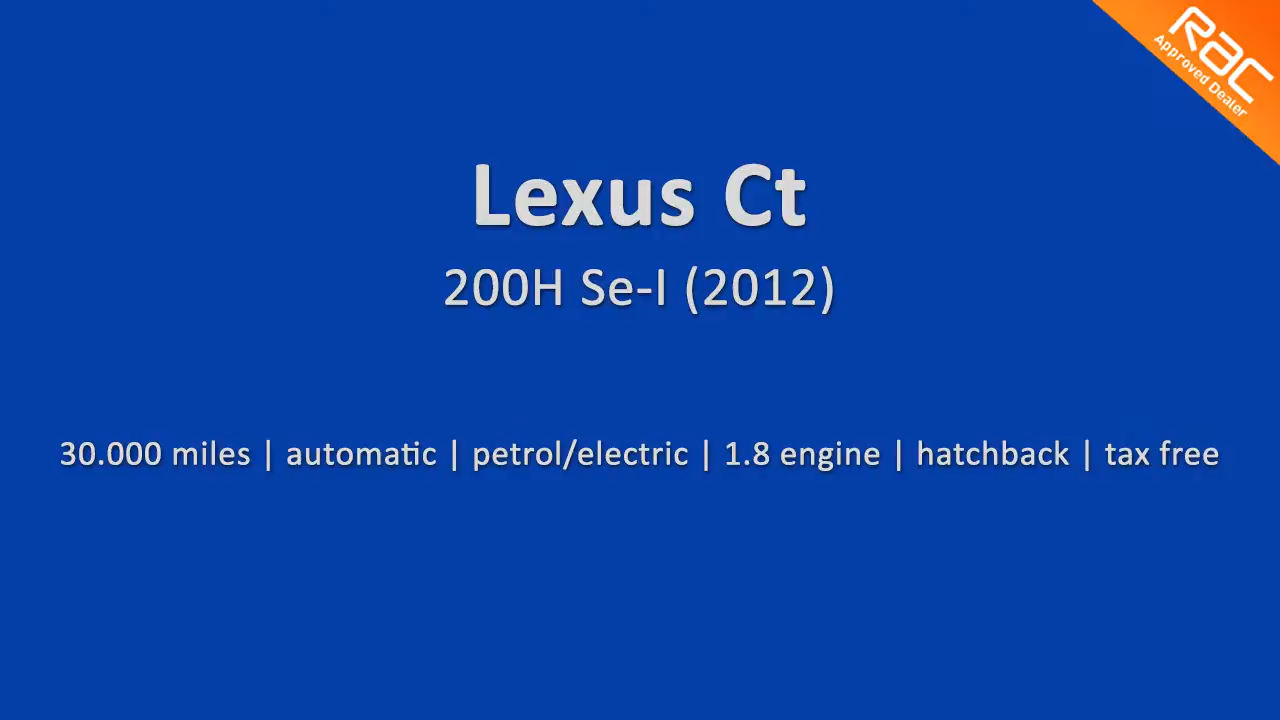 RAC
Approved Dealer
Lexus Ct
200H Se-I (2012)
30.000 miles | automatic | petrol/electric | 1.8 engine | hatchback | tax free